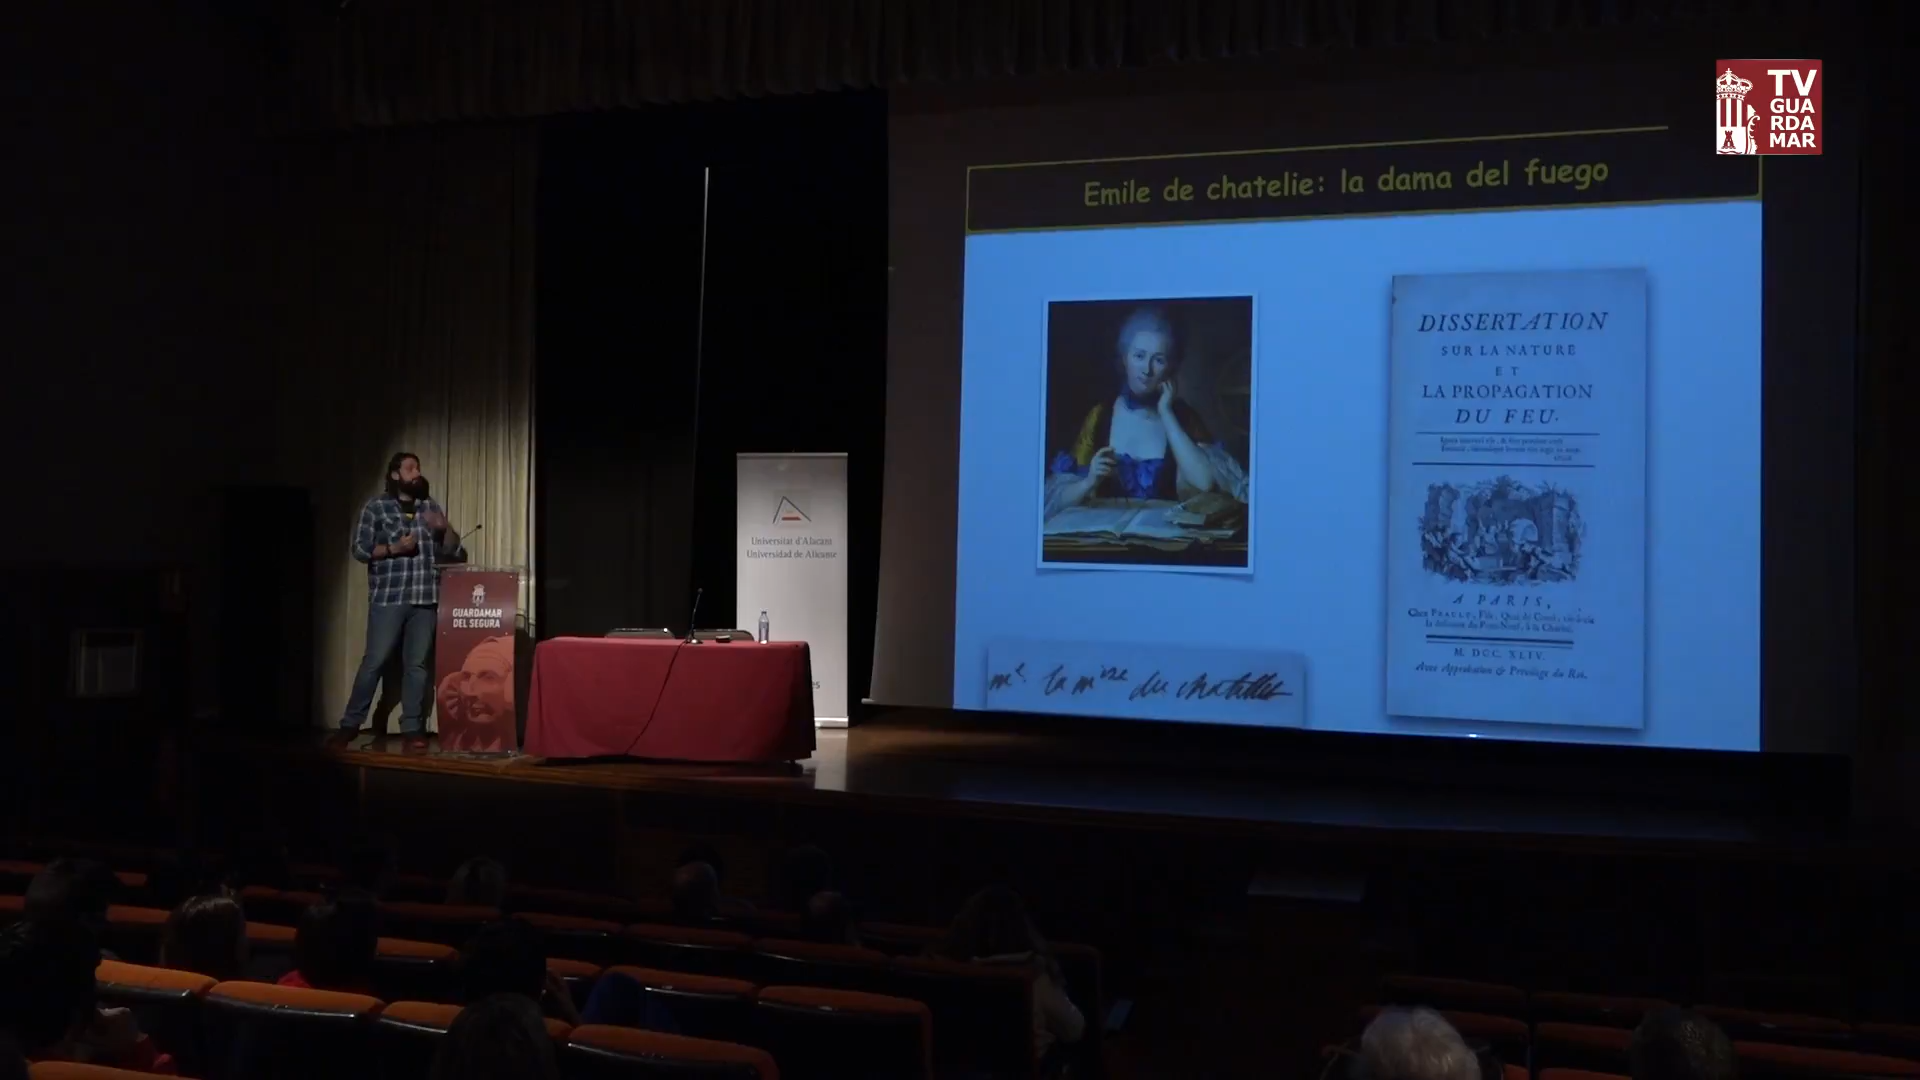 TV
GUA
RDA
MAR
Emile de chatelie: la dama del fuego
DISSERTATION
SUR LA NATURE
ET
LA PROPAGATION
DU FEU.
A PARIS,
M. DCC. XLIV.
Avec Approbation & Privilege du Roi.
Universitat d'Alacant
Universidad de Alicante
GUARDAMAR
DEL SEGURA